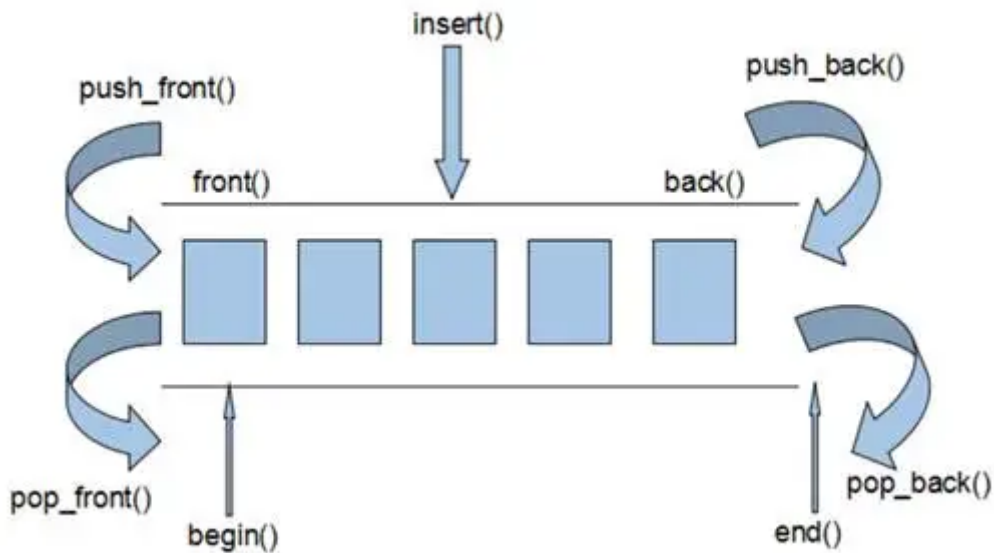 insert()
push_front()
push_back()
front()
back()
pop_front()
pop_back()
begin()
end()